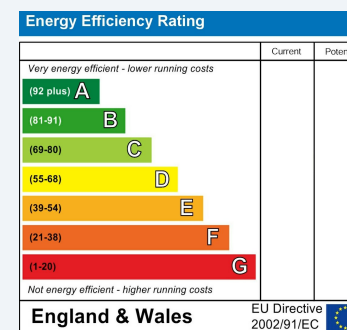 Energy Efficiency Rating
Current Poten
Very energy efficient - lower running costs
(92 plus) A
(81-91) B
(69-80) C
(55-68) D
(39-54) E
(21-38) F
(1-20) G
Not energy efficient - higher running costs
England & Wales
EU Directive
2002/91/EC